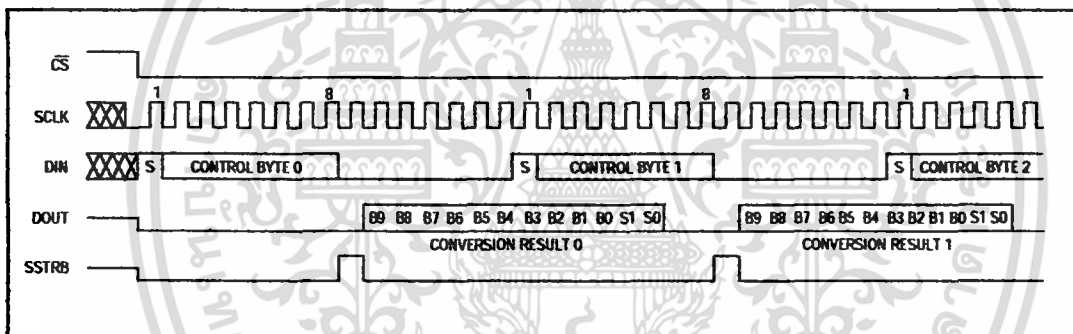 CS
1 8 1 8 1
SCLK
DIN S CONTROL BYTE 0 S CONTROL BYTE 1 S CONTROL BYTE 2
DOUT B9 B8 B7 B6 B5 B4 B3 B2 B1 B0 S1 S0 B9 B8 B7 B6 B5 B4 B3 B2 B1 B0 S1 S0
CONVERSION RESULT 0 CONVERSION RESULT 1
SSTRB